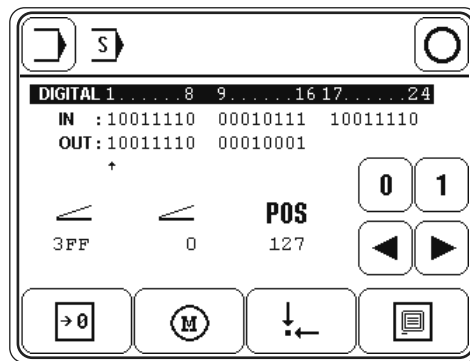 S
DIGITAL 1......8 9......16 17......24
IN :10011110 00010111 10011110
OUT:10011110 00010001
0 1
POS
3FF 0 127
→0 M